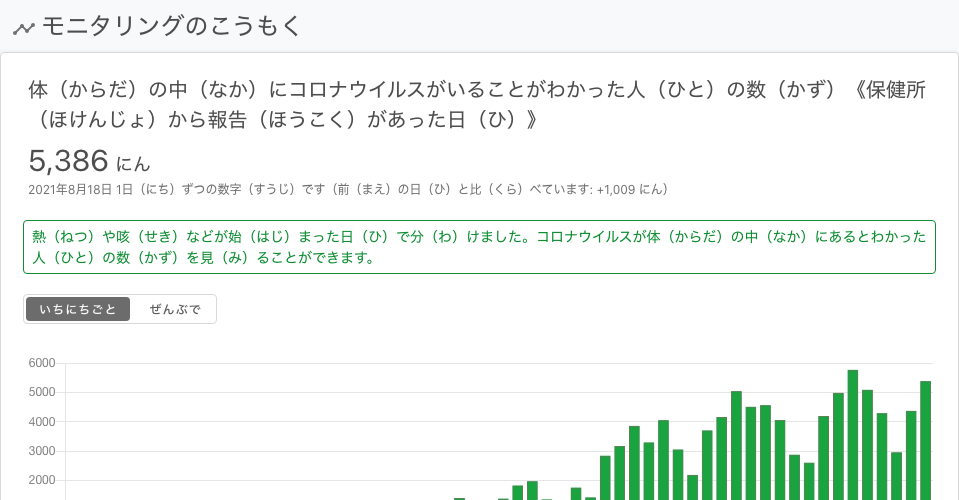 モニタリングのこうもく
体（からだ）の中（なか）にコロナウイルスがいることがわかった人（ひと）の数（かず）《保健所
（ほけんじょ）から報告（ほうこく）があった日（ひ）》
5,386 にん
2021年8月18日 1日（にち）ずつの数字（すうじ）です（前（まえ）の日（ひ）と比（くら）べています: +1,009 にん）
熱（ねつ）や咳（せき）などが始（はじ）まった日（ひ）で分（わ）けました。コロナウイルスが体（からだ）の中（なか）にあるとわかった
人（ひと）の数（かず）を見（み）ることができます。
いちにちごと ぜんぶで
6000
5000
4000
3000
2000